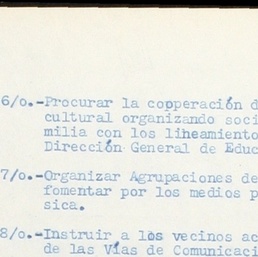 6/o.-Procurar la cooperación d
cultural organizando soci
milia con los lineamiento
Dirección General de Educ
7/o.-Organizar Agrupaciones de
fomentar por los medios p
sica.
8/o.-Instruir a los vecinos ac
de las Vías de Comunicaci